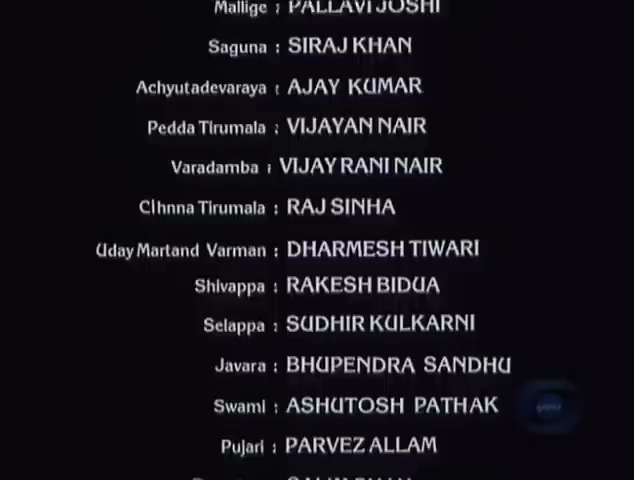 Mallige : PALLAVI JOSHI
Saguna : SIRAJ KHAN
Achyutadevaraya : AJAY KUMAR
Pedda Tirumala : VIJAYAN NAIR
Varadamba : VIJAY RANI NAIR
Clhnna Tirumala : RAJ SINHA
Uday Martand Varman : DHARMESH TIWARI
Shivappa : RAKESH BIDUA
Selappa : SUDHIR KULKARNI
Javara : BHUPENDRA SANDHU
Swami : ASHUTOSH PATHAK
Pujari : PARVEZ ALLAM